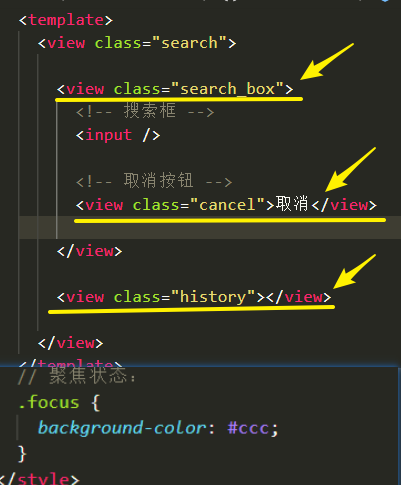 <template>
<view class="search">
<view class="search_box">
<!-- 搜索框 -->
<input />
<!-- 取消按钮 -->
<view class="cancel">取消</view>
</view>
<view class="history"></view>
</view>
</template>
// 聚焦状态：
.focus {
background-color: #ccc;
}
</style>